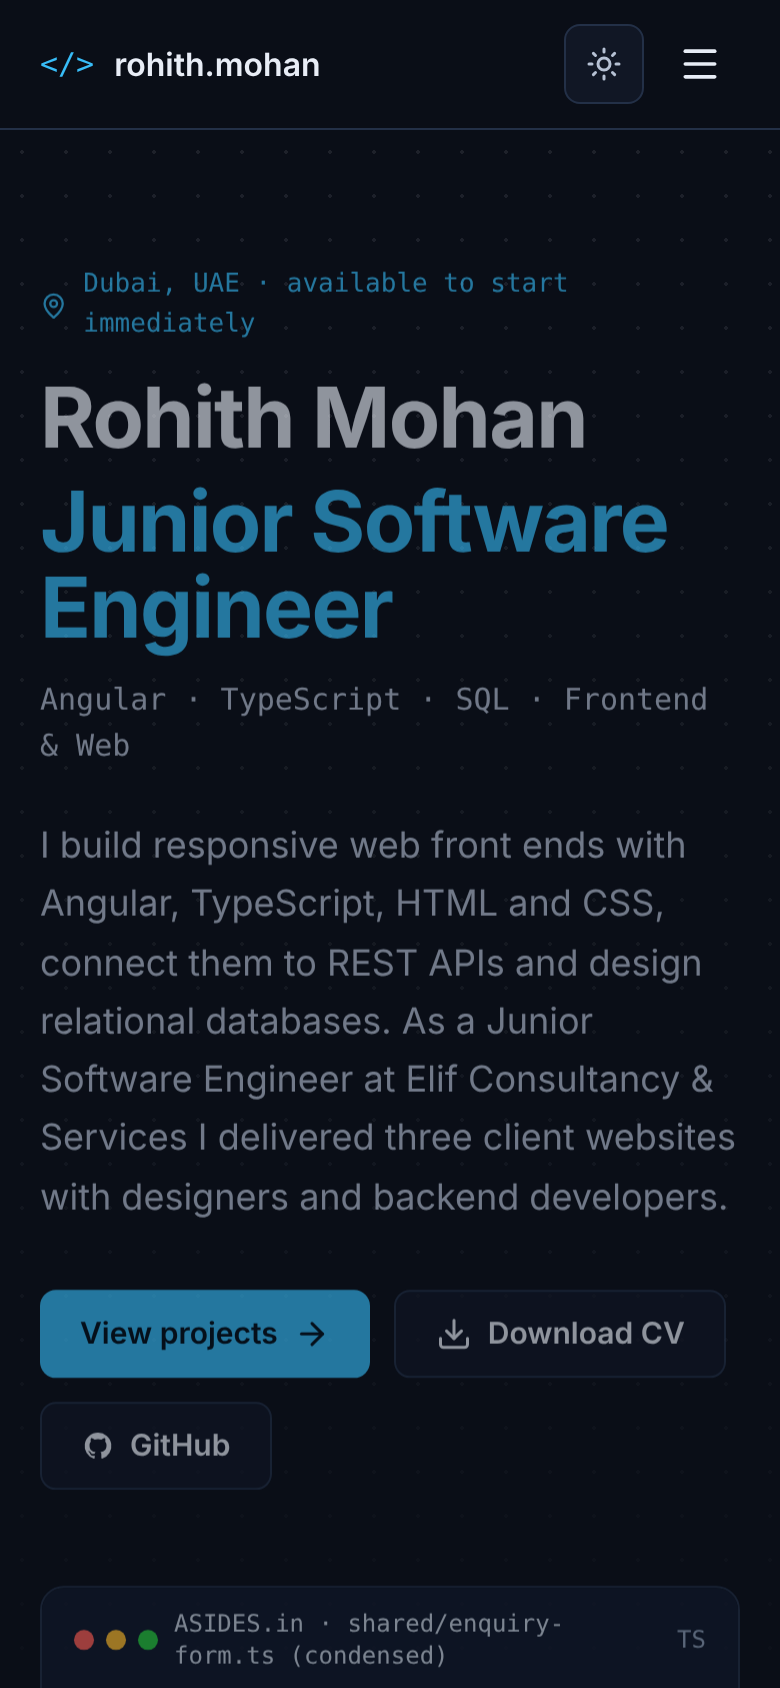 </> rohith.mohan
Dubai, UAE · available to start
immediately
Rohith Mohan
Junior Software
Engineer
Angular · TypeScript · SQL · Frontend
& Web
I build responsive web front ends with
Angular, TypeScript, HTML and CSS,
connect them to REST APIs and design
relational databases. As a Junior
Software Engineer at Elif Consultancy &
Services I delivered three client websites
with designers and backend developers.
View projects →
Download CV
GitHub
ASIDES.in · shared/enquiry-
form.ts (condensed)
TS